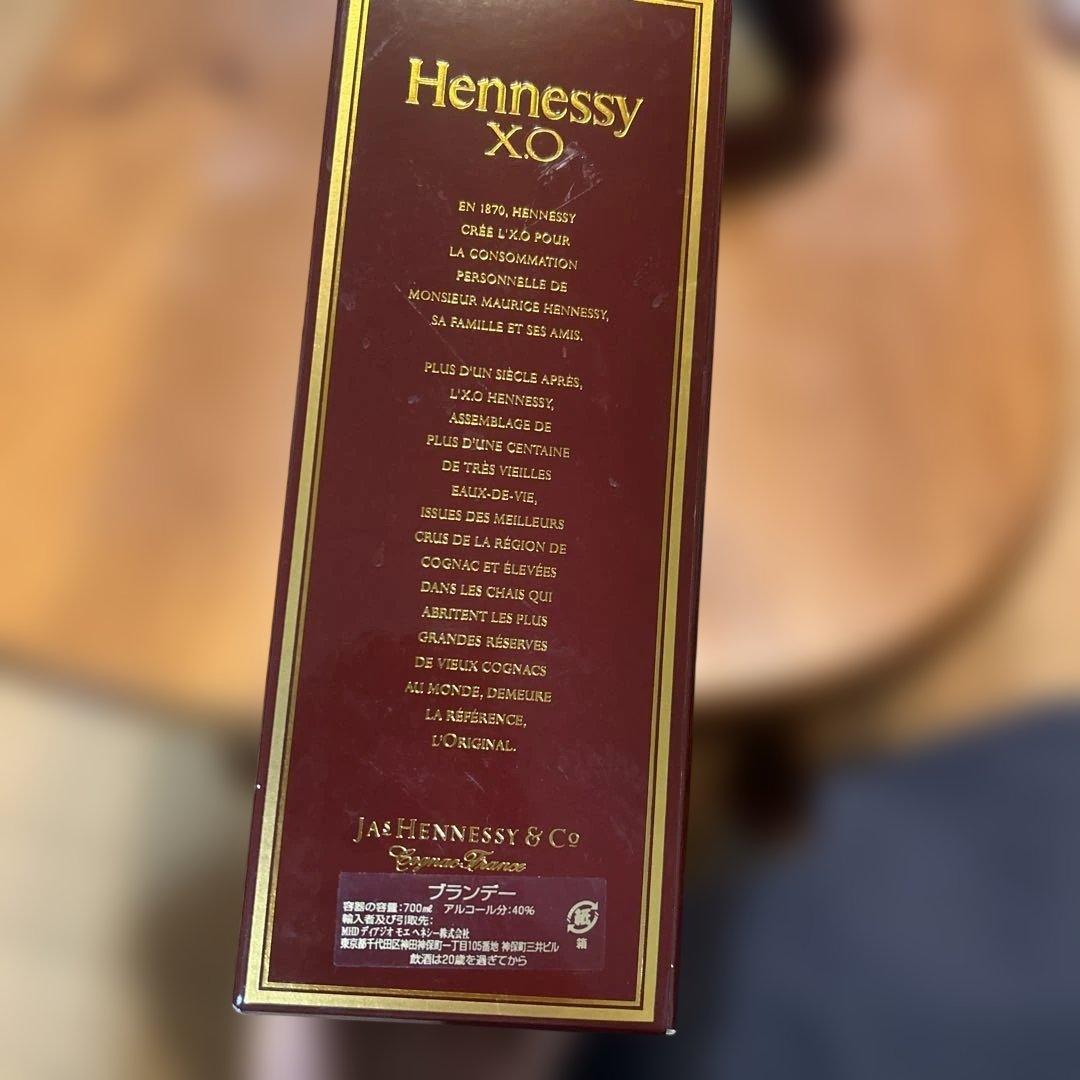 Hennessy
X.O
EN 1870, HENNESSY
CRÉE L'X.O POUR
LA CONSOMMATION
PERSONNELLE DE
MONSIEUR MAURICE HENNESSY,
SA FAMILLE ET SES AMIS.
PLUS D'UN SIÈCLE APRÈS,
L'X.O HENNESSY,
ASSEMBLAGE DE
PLUS D'UNE CENTAINE
DE TRÈS VIEILLES
EAUX-DE-VIE,
ISSUES DES MEILLEURS
CRUS DE LA RÉGION DE
COGNAC ET ÉLEVÉES
DANS LES CHAIS QUI
ABRITENT LES PLUS
GRANDES RÉSERVES
DE VIEUX COGNACS
AU MONDE, DEMEURE
LA RÉFÉRENCE,
L'ORIGINAL.
JAs HENNESSY & Co
Cognac-France
ブランデー
容器の容量:700㎖ アルコール分:40%
輸入者及び引取先:
MHD ディアジオ モエ ヘネシー株式会社
東京都千代田区神田神保町一丁目105番地 神保町三井ビル
飲酒は20歳を過ぎてから
紙
箱